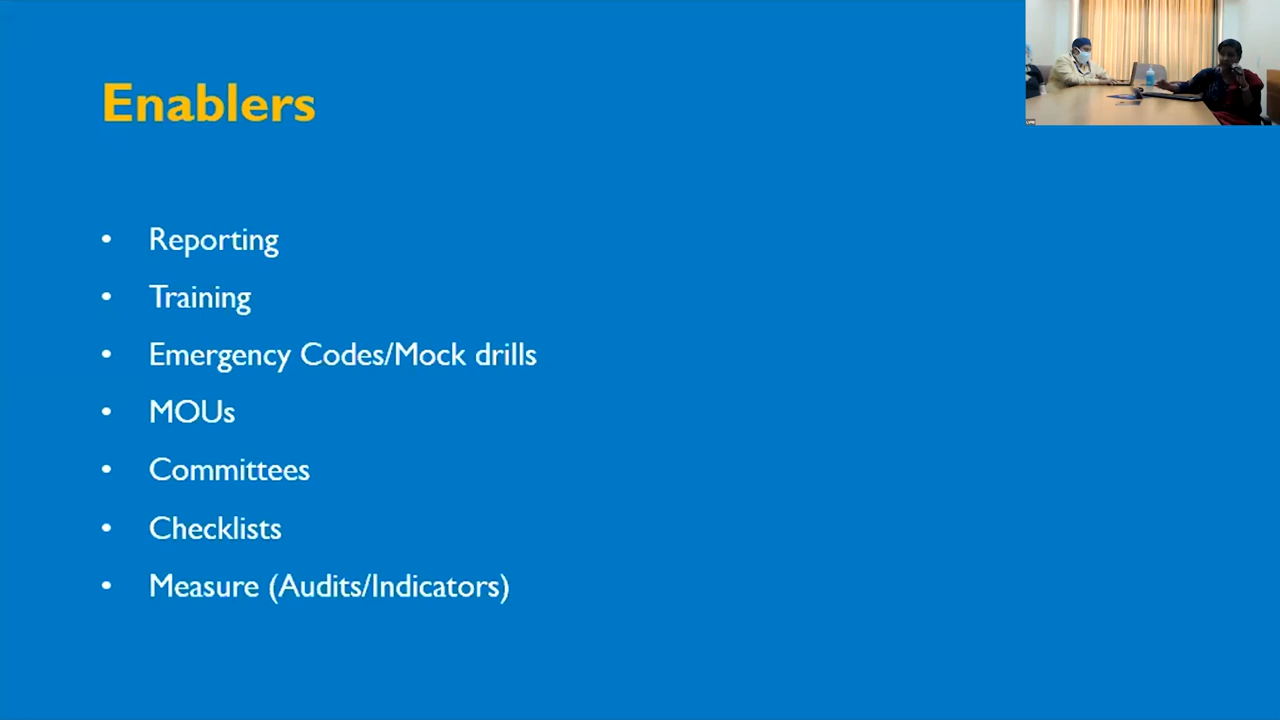 Enablers
• Reporting
• Training
• Emergency Codes/Mock drills
• MOUs
• Committees
• Checklists
• Measure (Audits/Indicators)